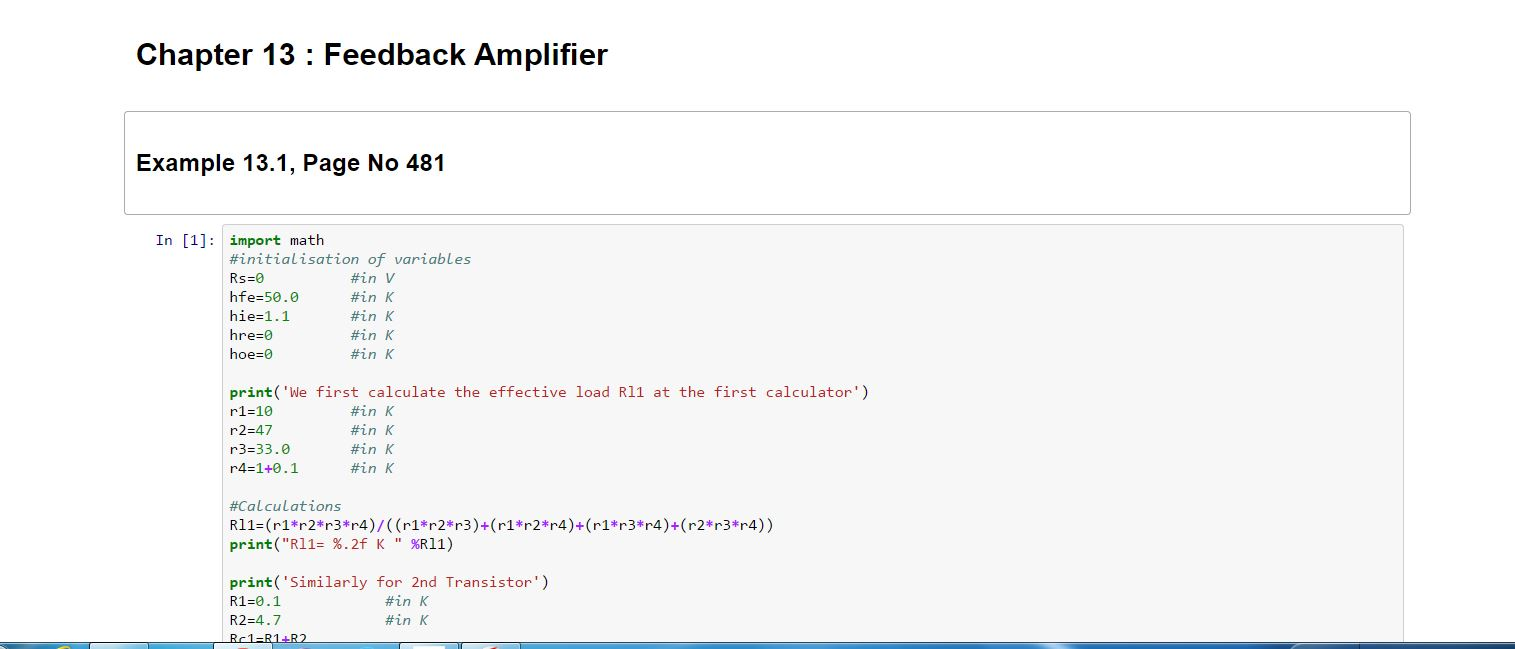 Chapter 13 : Feedback Amplifier
Example 13.1, Page No 481
In [1]: import math
#initialisation of variables
Rs=0 #in V
hfe=50.0 #in K
hie=1.1 #in K
hre=0 #in K
hoe=0 #in K
print('We first calculate the effective load Rl1 at the first calculator')
r1=10 #in K
r2=47 #in K
r3=33.0 #in K
r4=1+0.1 #in K
#Calculations
Rl1=(r1*r2*r3*r4)/((r1*r2*r3)+(r1*r2*r4)+(r1*r3*r4)+(r2*r3*r4))
print("Rl1= %.2f K " %Rl1)
print('Similarly for 2nd Transistor')
R1=0.1 #in K
R2=4.7 #in K
Rc1=R1+R2